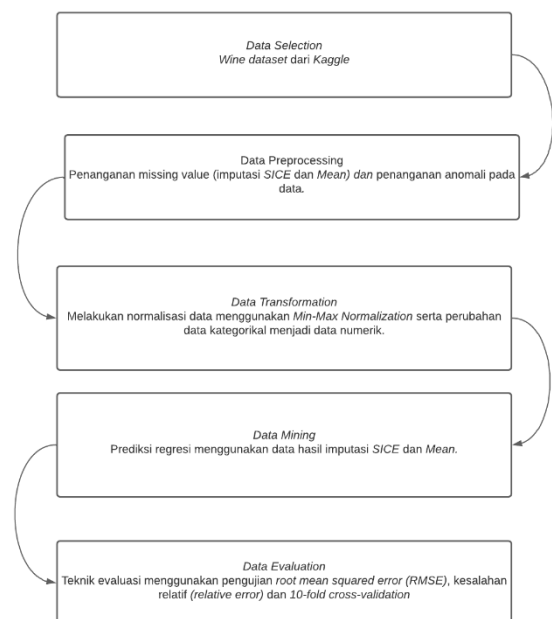 Data Selection
Wine dataset dari Kaggle
Data Preprocessing
Penanganan missing value (imputasi SICE dan Mean) dan penanganan anomali pada
data.
Data Transformation
Melakukan normalisasi data menggunakan Min-Max Normalization serta perubahan
data kategorikal menjadi data numerik.
Data Mining
Prediksi regresi menggunakan data hasil imputasi SICE dan Mean.
Data Evaluation
Teknik evaluasi menggunakan pengujian root mean squared error (RMSE), kesalahan
relatif (relative error) dan 10-fold cross-validation